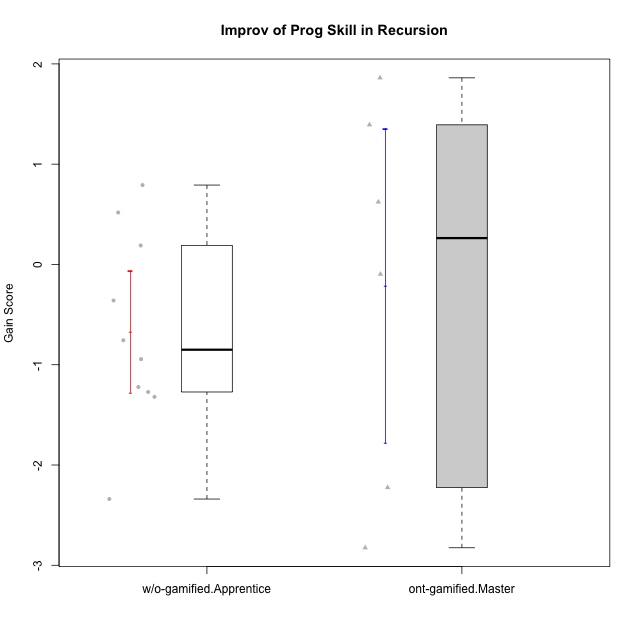 Improv of Prog Skill in Recursion
Gain Score
2
1
0
-1
-2
-3
w/o-gamified.Apprentice
ont-gamified.Master